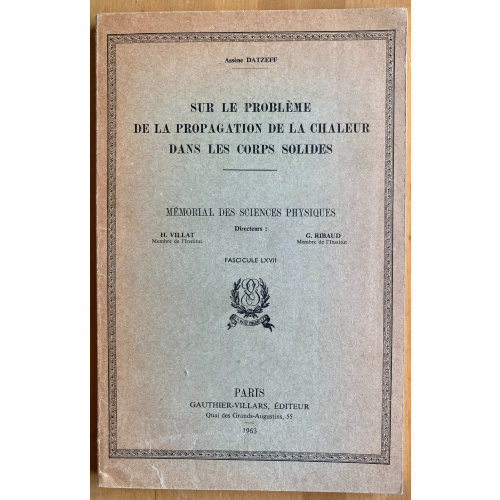 Assène DATZEFF
SUR LE PROBLÈME
DE LA PROPAGATION DE LA CHALEUR
DANS LES CORPS SOLIDES
MÉMORIAL DES SCIENCES PHYSIQUES
Directeurs :
H. VILLAT
Membre de l'Institut
G. RIBAUD
Membre de l'Institut
FASCICULE LXVII
PARIS
GAUTHIER-VILLARS, ÉDITEUR
Quai des Grands-Augustins, 55
1963